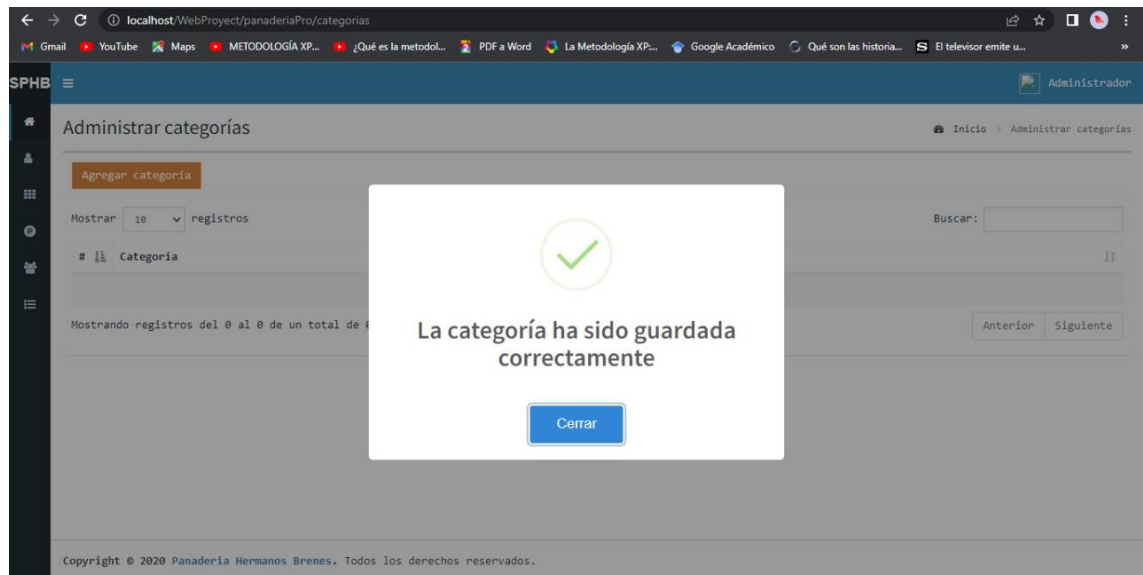 localhost/WebProyect/panaderiaPro/categorias
Gmail YouTube Maps METODOLOGÍA XP... ¿Qué es la metodol... PDF a Word La Metodología XP:... Google Académico Qué son las historia... El televisor emite u... »
SPHB Administrador
Administrar categorías Inicio > Administrar categorías
Agregar categoría
Mostrar 10 registros Buscar:
# Categoria
Mostrando registros del 0 al 0 de un total de 0 Anterior Siguiente
La categoría ha sido guardada
correctamente
Cerrar
Copyright © 2020 Panaderia Hermanos Brenes. Todos los derechos reservados.